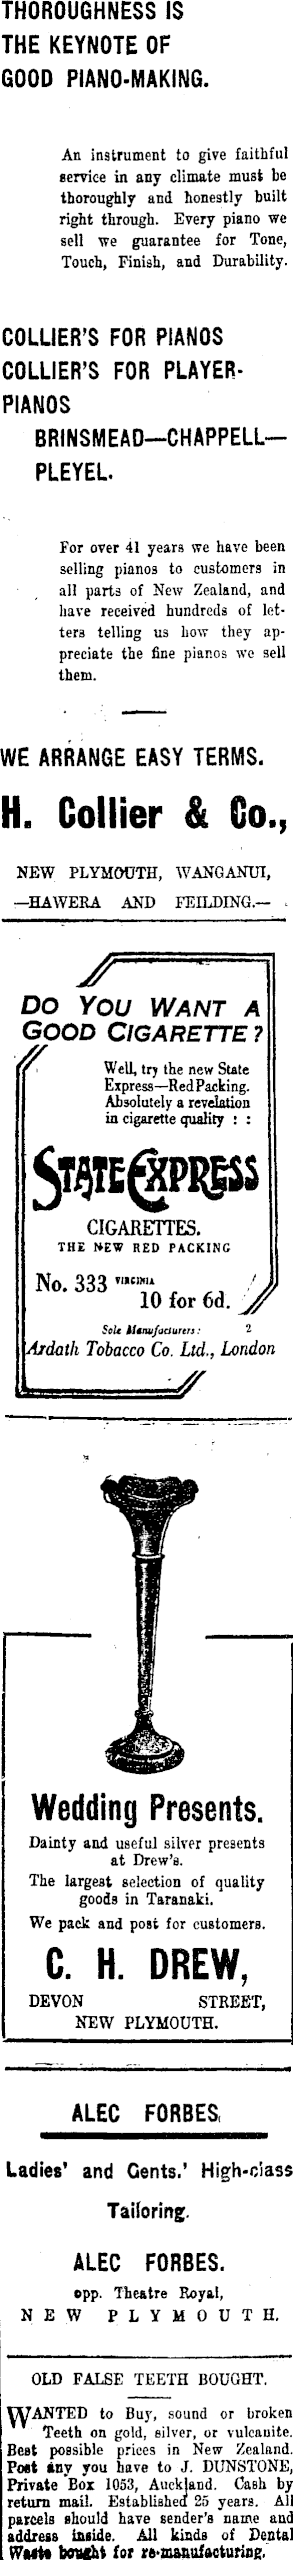 THOROUGHNESS IS
THE KEYNOTE OF
GOOD PIANO-MAKING.
An instrument to give faithful
service in any climate must be
thoroughly and honestly built
right through. Every piano we
sell we guarantee for Tone,
Touch, Finish, and Durability.
COLLIER'S FOR PIANOS
COLLIER'S FOR PLAYER-
PIANOS
BRINSMEAD—CHAPPELL—
PLEYEL.
For over 41 years we have been
selling pianos to customers in
all parts of New Zealand, and
have received hundreds of let-
ters telling us how they ap-
preciate the fine pianos we sell
them.
WE ARRANGE EASY TERMS.
H. Collier & Co.,
NEW PLYMOUTH, WANGANUI,
—HAWERA AND FEILDING.—
DO YOU WANT A
GOOD CIGARETTE?
Well, try the new State
Express—Red Packing.
Absolutely a revelation
in cigarette quality : :
STATE EXPRESS
CIGARETTES.
THE NEW RED PACKING
No. 333 VIRGINIA
10 for 6d.
Sole Manufacturers: 2
Ardath Tobacco Co. Ltd., London
Wedding Presents.
Dainty and useful silver presents
at Drew's.
The largest selection of quality
goods in Taranaki.
We pack and post for customers.
C. H. DREW,
DEVON STREET,
NEW PLYMOUTH.
ALEC FORBES,
Ladies' and Gents.' High-class
Tailoring.
ALEC FORBES.
opp. Theatre Royal,
NEW PLYMOUTH.
OLD FALSE TEETH BOUGHT.
WANTED to Buy, sound or broken
Teeth on gold, silver, or vulcanite.
Best possible prices in New Zealand.
Post any you have to J. DUNSTONE,
Private Box 1053, Auckland. Cash by
return mail. Established 25 years. All
parcels should have sender's name and
address inside. All kinds of Dental
Waste bought for re-manufacturing.